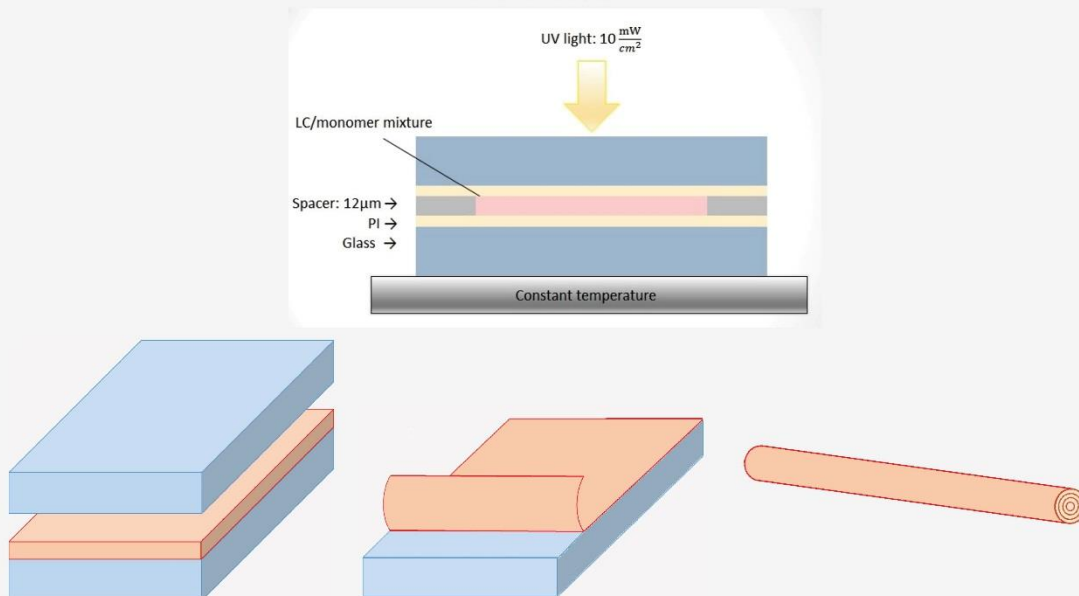 UV light: 10 mW/cm²
LC/monomer mixture
Spacer: 12μm →
PI →
Glass →
Constant temperature